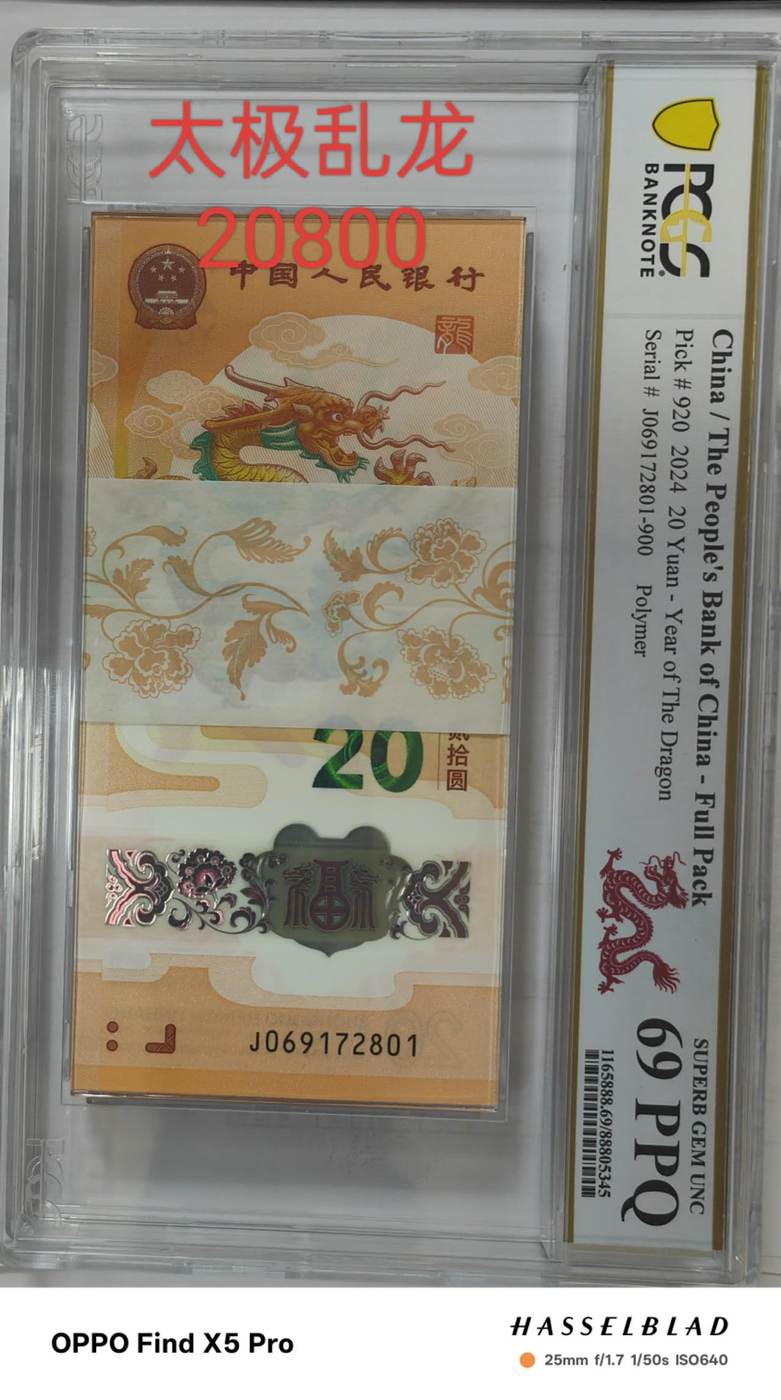 太极乱龙
20800
中国人民银行
龍
20
贰拾圆
福
J069172801
PCGS
BANKNOTE
China / The People's Bank of China - Full Pack
Pick # 920 2024 20 Yuan - Year of The Dragon
Serial # J069172801-900 Polymer
SUPERB GEM UNC
69 PPQ
1165888.69/88805345
OPPO Find X5 Pro
HASSELBLAD
25mm f/1.7 1/50s ISO640